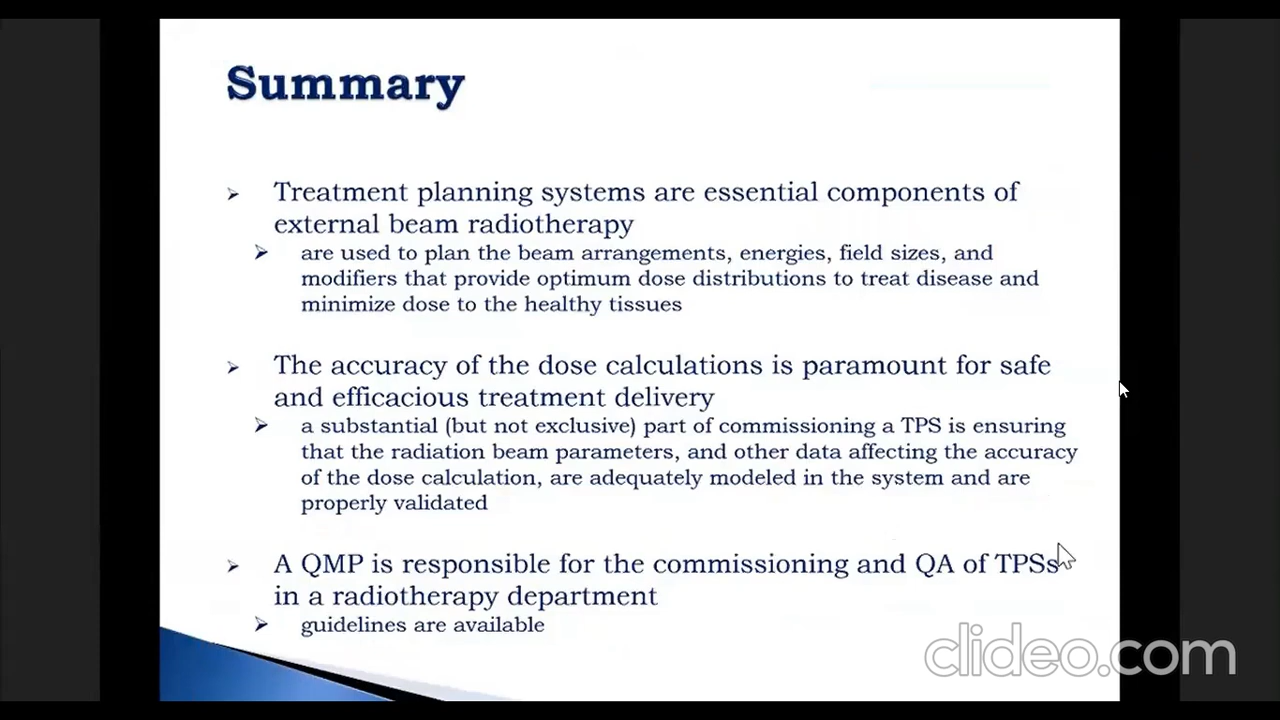 Summary
Treatment planning systems are essential components of
external beam radiotherapy
are used to plan the beam arrangements, energies, field sizes, and
modifiers that provide optimum dose distributions to treat disease and
minimize dose to the healthy tissues
The accuracy of the dose calculations is paramount for safe
and efficacious treatment delivery
a substantial (but not exclusive) part of commissioning a TPS is ensuring
that the radiation beam parameters, and other data affecting the accuracy
of the dose calculation, are adequately modeled in the system and are
properly validated
A QMP is responsible for the commissioning and QA of TPSs
in a radiotherapy department
guidelines are available
clideo.com